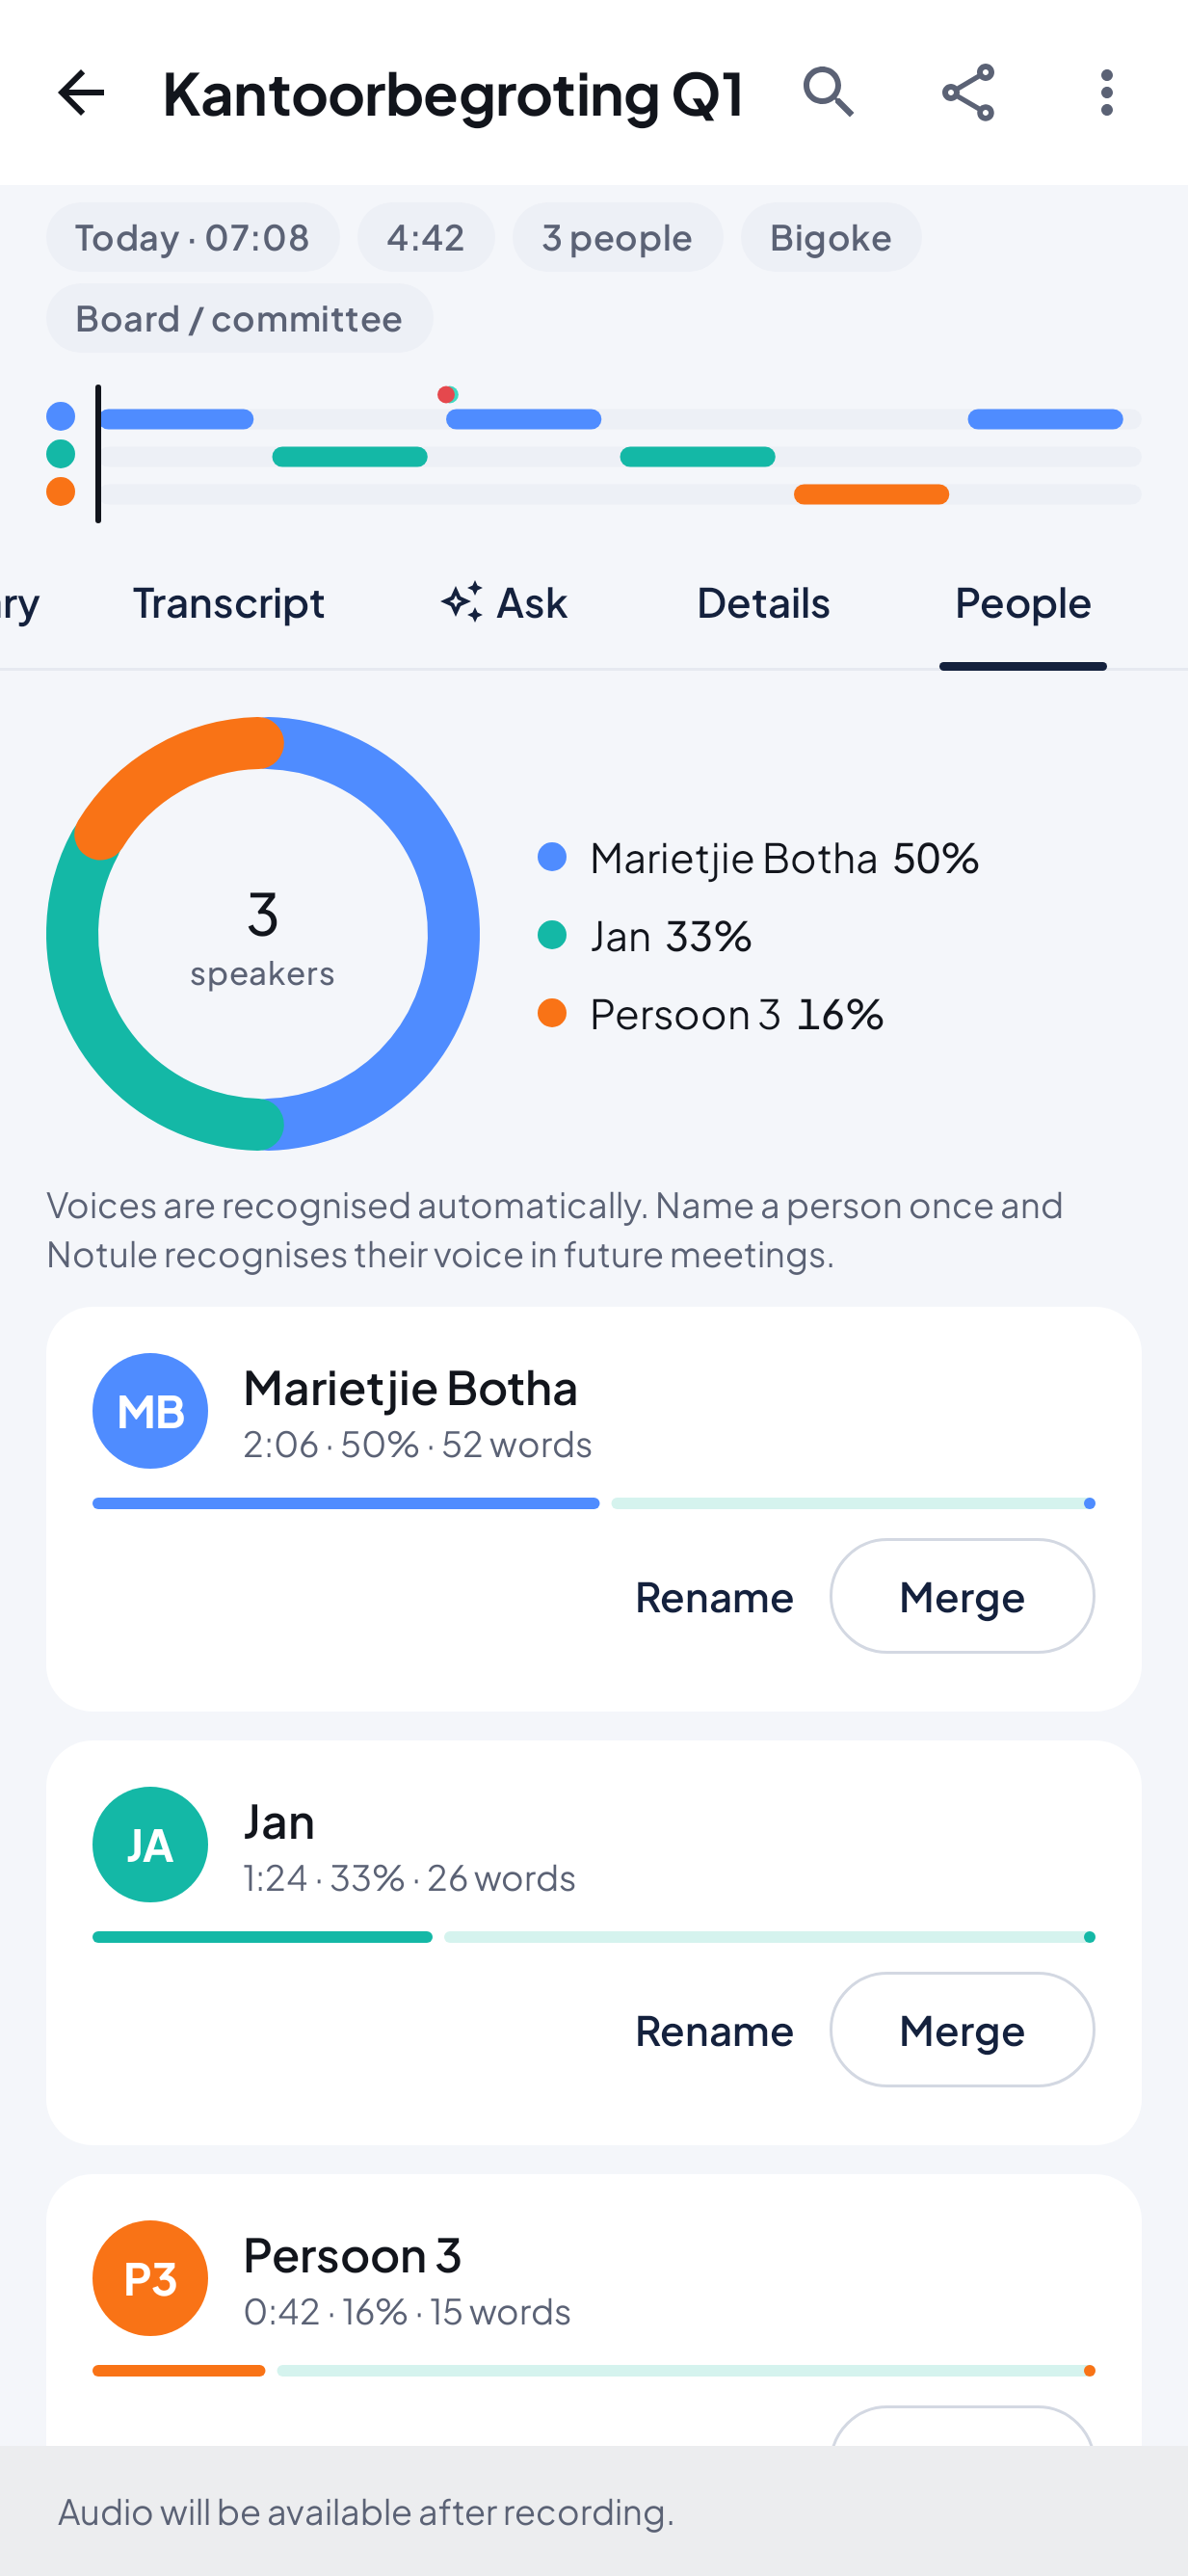 Kantoorbegroting Q1
Today · 07:08
4:42
3 people
Bigoke
Board / committee
ry
Transcript
Ask
Details
People
3
speakers
Marietjie Botha 50%
Jan 33%
Persoon 3 16%
Voices are recognised automatically. Name a person once and
Notule recognises their voice in future meetings.
MB
Marietjie Botha
2:06 · 50% · 52 words
Rename
Merge
JA
Jan
1:24 · 33% · 26 words
Rename
Merge
P3
Persoon 3
0:42 · 16% · 15 words
Audio will be available after recording.